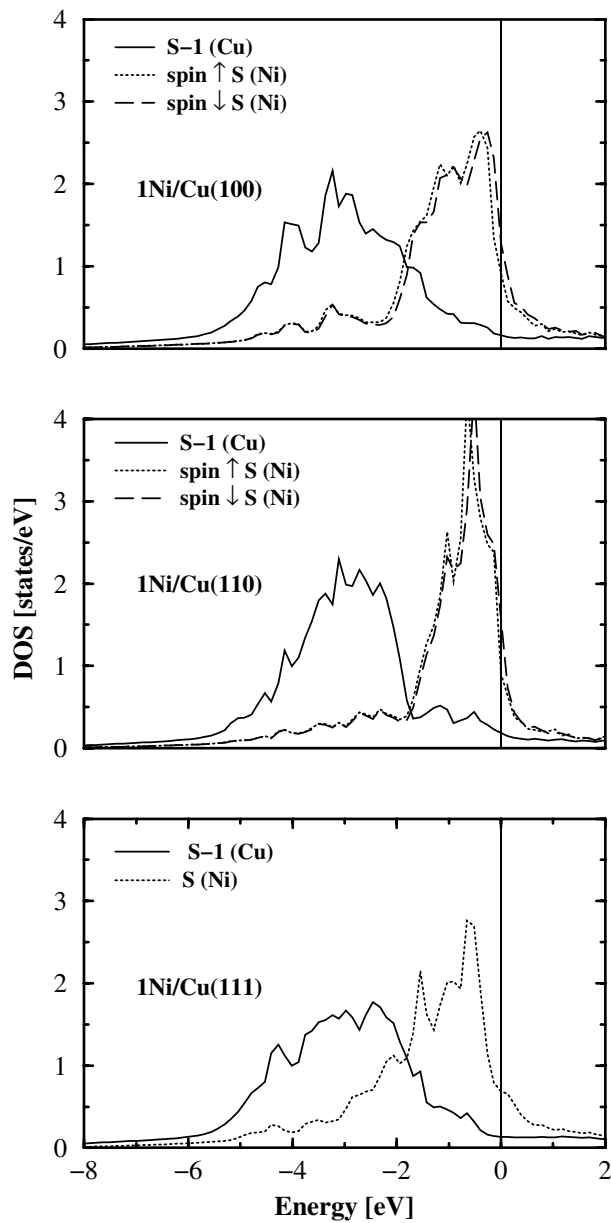 4
S−1 (Cu)
spin ↑ S (Ni)
spin ↓ S (Ni)
3
2
1Ni/Cu(100)
1
0
4
S−1 (Cu)
spin ↑ S (Ni)
spin ↓ S (Ni)
3
2
1Ni/Cu(110)
DOS [states/eV]
1
0
4
S−1 (Cu)
S (Ni)
3
2
1Ni/Cu(111)
1
0
−8 −6 −4 −2 0 2
Energy [eV]